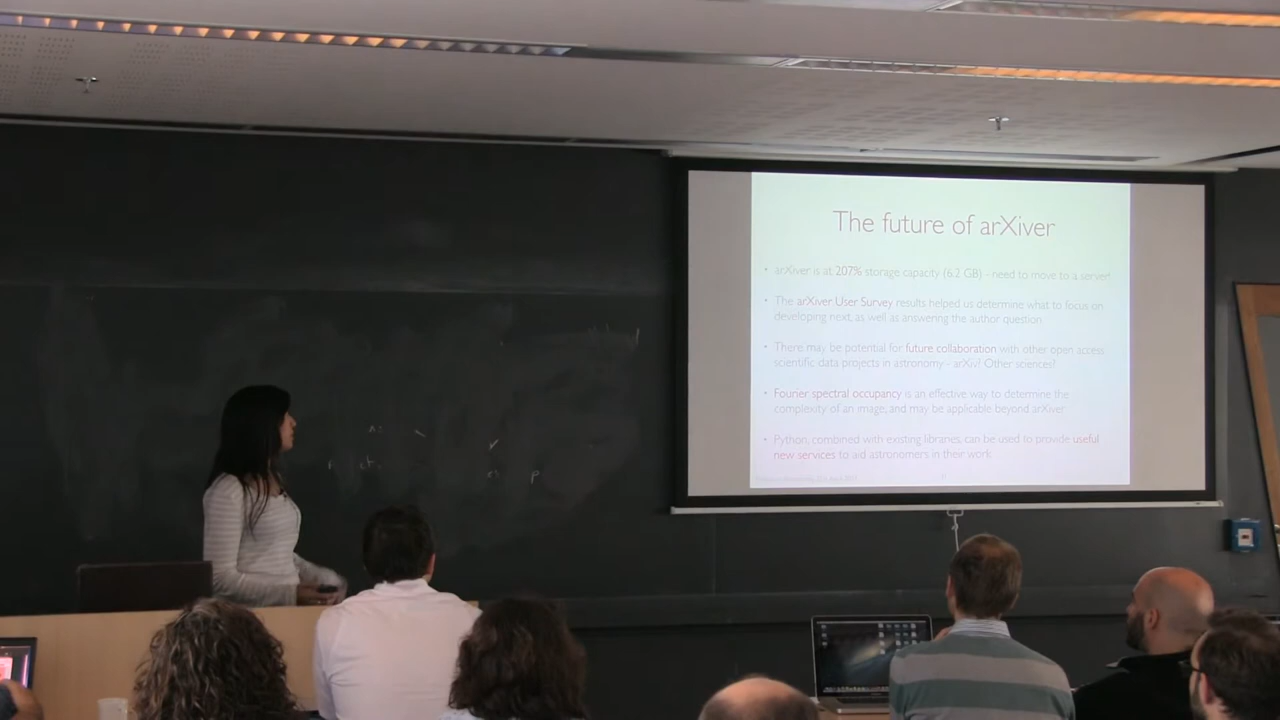 The future of arXiver
• arXiver is at 207% storage capacity (6.2 GB) - need to move to a server!
• The arXiver User Survey results helped us determine what to focus on
developing next, as well as answering the author question
• There may be potential for future collaboration with other open access
scientific data projects in astronomy - arXiv? Other sciences?
• Fourier spectral occupancy is an effective way to determine the
complexity of an image, and may be applicable beyond arXiver
• Python, combined with existing libraries, can be used to provide useful
new services to aid astronomers in their work